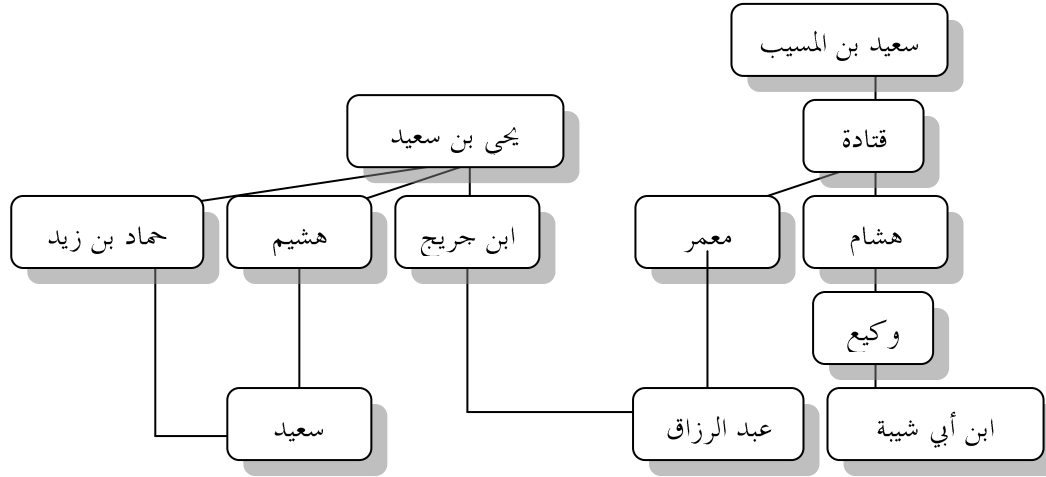 سعيد بن المسيب
يحى بن سعيد
قتادة
حماد بن زيد
هشيم
ابن جريج
معمر
هشام
وكيع
سعيد
عبد الرزاق
ابن أبي شيبة